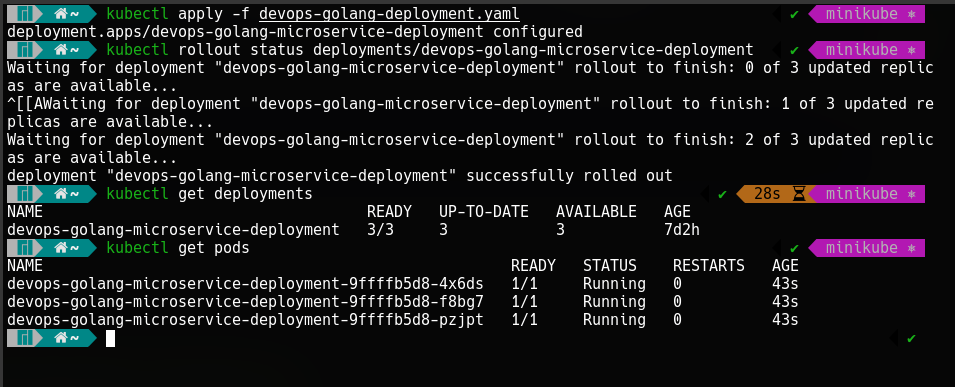 ~ kubectl apply -f devops-golang-deployment.yaml ✔ minikube ⎈
deployment.apps/devops-golang-microservice-deployment configured
~ kubectl rollout status deployments/devops-golang-microservice-deployment ✔ minikube ⎈
Waiting for deployment "devops-golang-microservice-deployment" rollout to finish: 0 of 3 updated replic
as are available...
^[[AWaiting for deployment "devops-golang-microservice-deployment" rollout to finish: 1 of 3 updated re
plicas are available...
Waiting for deployment "devops-golang-microservice-deployment" rollout to finish: 2 of 3 updated replic
as are available...
deployment "devops-golang-microservice-deployment" successfully rolled out
~ kubectl get deployments ✔ 28s minikube ⎈
NAME READY UP-TO-DATE AVAILABLE AGE
devops-golang-microservice-deployment 3/3 3 3 7d2h
~ kubectl get pods ✔ minikube ⎈
NAME READY STATUS RESTARTS AGE
devops-golang-microservice-deployment-9ffffb5d8-4x6ds 1/1 Running 0 43s
devops-golang-microservice-deployment-9ffffb5d8-f8bg7 1/1 Running 0 43s
devops-golang-microservice-deployment-9ffffb5d8-pzjpt 1/1 Running 0 43s
~ ✔